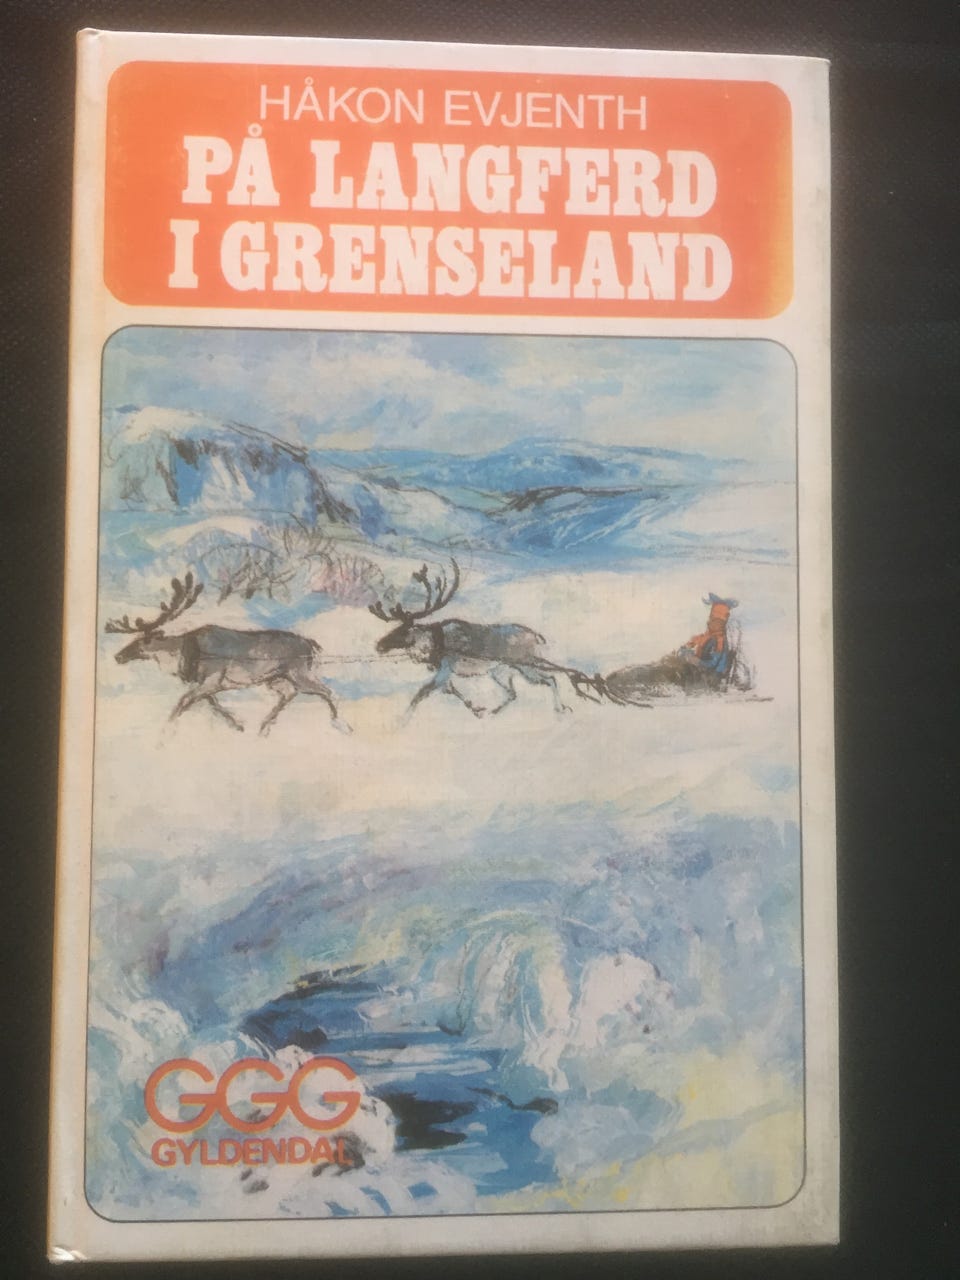 HÅKON EVJENTH
PÅ LANGFERD
I GRENSELAND
GGG
GYLDENDAL